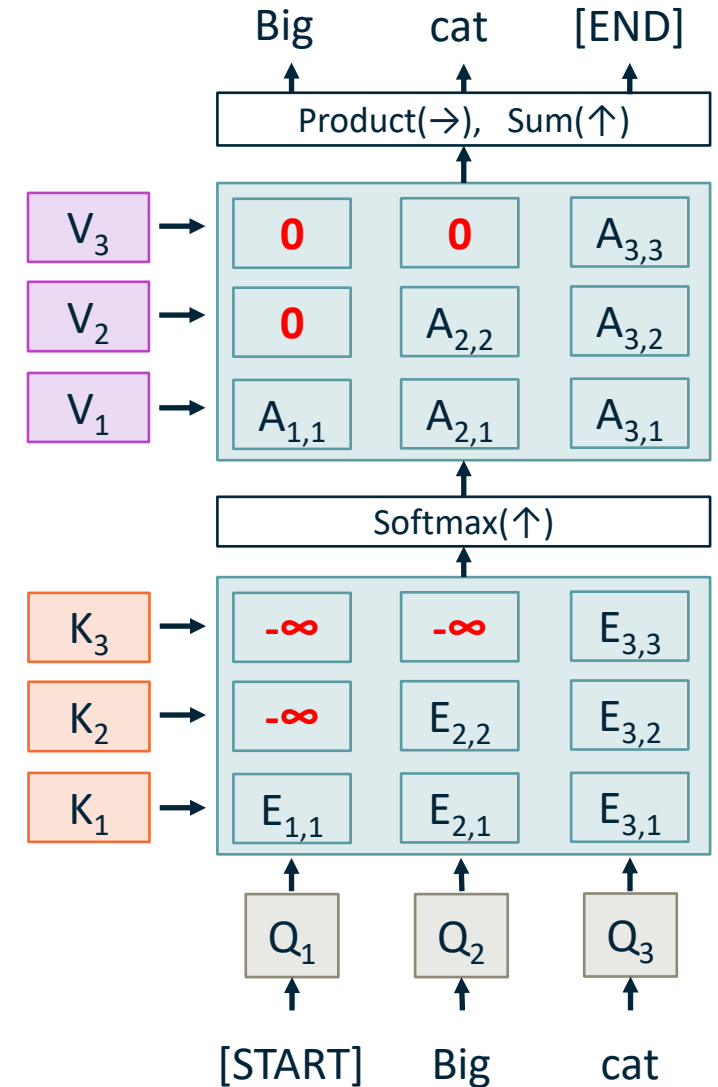 Big cat [END]
Product(→), Sum(↑)
V3 0 0 A3,3
V2 0 A2,2 A3,2
V1 A1,1 A2,1 A3,1
Softmax(↑)
K3 -∞ -∞ E3,3
K2 -∞ E2,2 E3,2
K1 E1,1 E2,1 E3,1
Q1 Q2 Q3
[START] Big cat